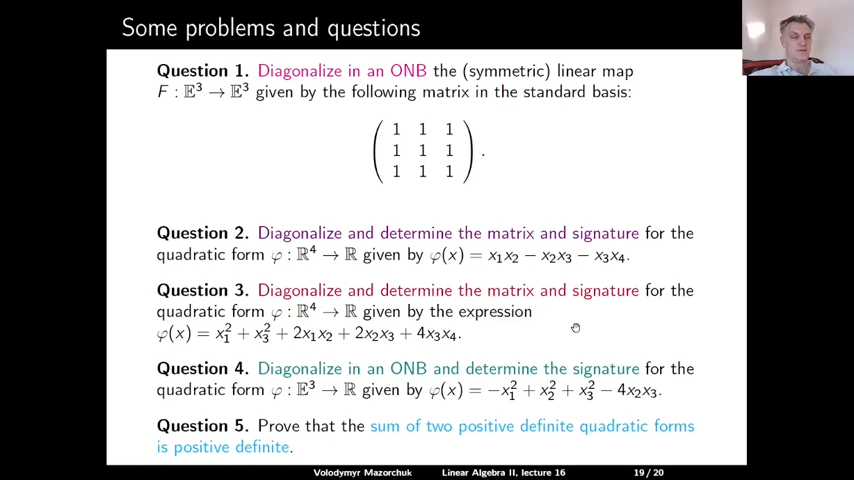 Some problems and questions
Question 1. Diagonalize in an ONB the (symmetric) linear map
F : 𝔼³ → 𝔼³ given by the following matrix in the standard basis:
1 1 1
1 1 1
1 1 1 .
Question 2. Diagonalize and determine the matrix and signature for the
quadratic form φ : ℝ⁴ → ℝ given by φ(x) = x₁x₂ − x₂x₃ − x₃x₄.
Question 3. Diagonalize and determine the matrix and signature for the
quadratic form φ : ℝ⁴ → ℝ given by the expression
φ(x) = x₁² + x₃² + 2x₁x₂ + 2x₂x₃ + 4x₃x₄.
Question 4. Diagonalize in an ONB and determine the signature for the
quadratic form φ : 𝔼³ → ℝ given by φ(x) = −x₁² + x₂² + x₃² − 4x₂x₃.
Question 5. Prove that the sum of two positive definite quadratic forms
is positive definite.
Volodymyr Mazorchuk Linear Algebra II, lecture 16 19 / 20